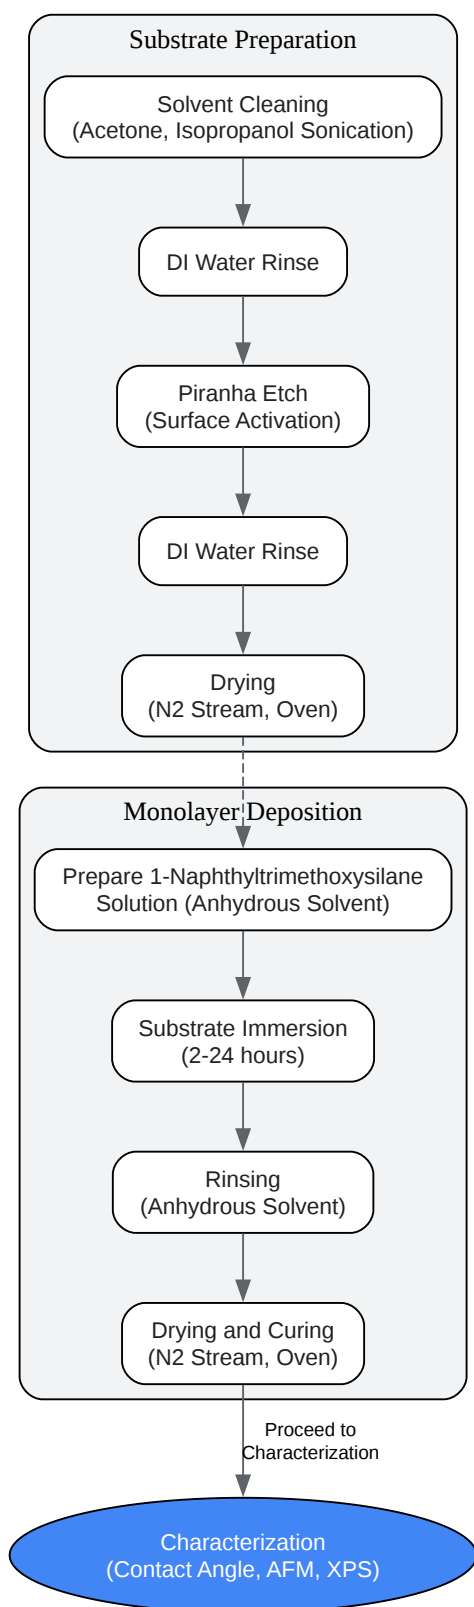 Substrate Preparation
Solvent Cleaning
(Acetone, Isopropanol Sonication)
DI Water Rinse
Piranha Etch
(Surface Activation)
DI Water Rinse
Drying
(N2 Stream, Oven)
Monolayer Deposition
Prepare 1-Naphthyltrimethoxysilane
Solution (Anhydrous Solvent)
Substrate Immersion
(2-24 hours)
Rinsing
(Anhydrous Solvent)
Drying and Curing
(N2 Stream, Oven)
Proceed to
Characterization
Characterization
(Contact Angle, AFM, XPS)